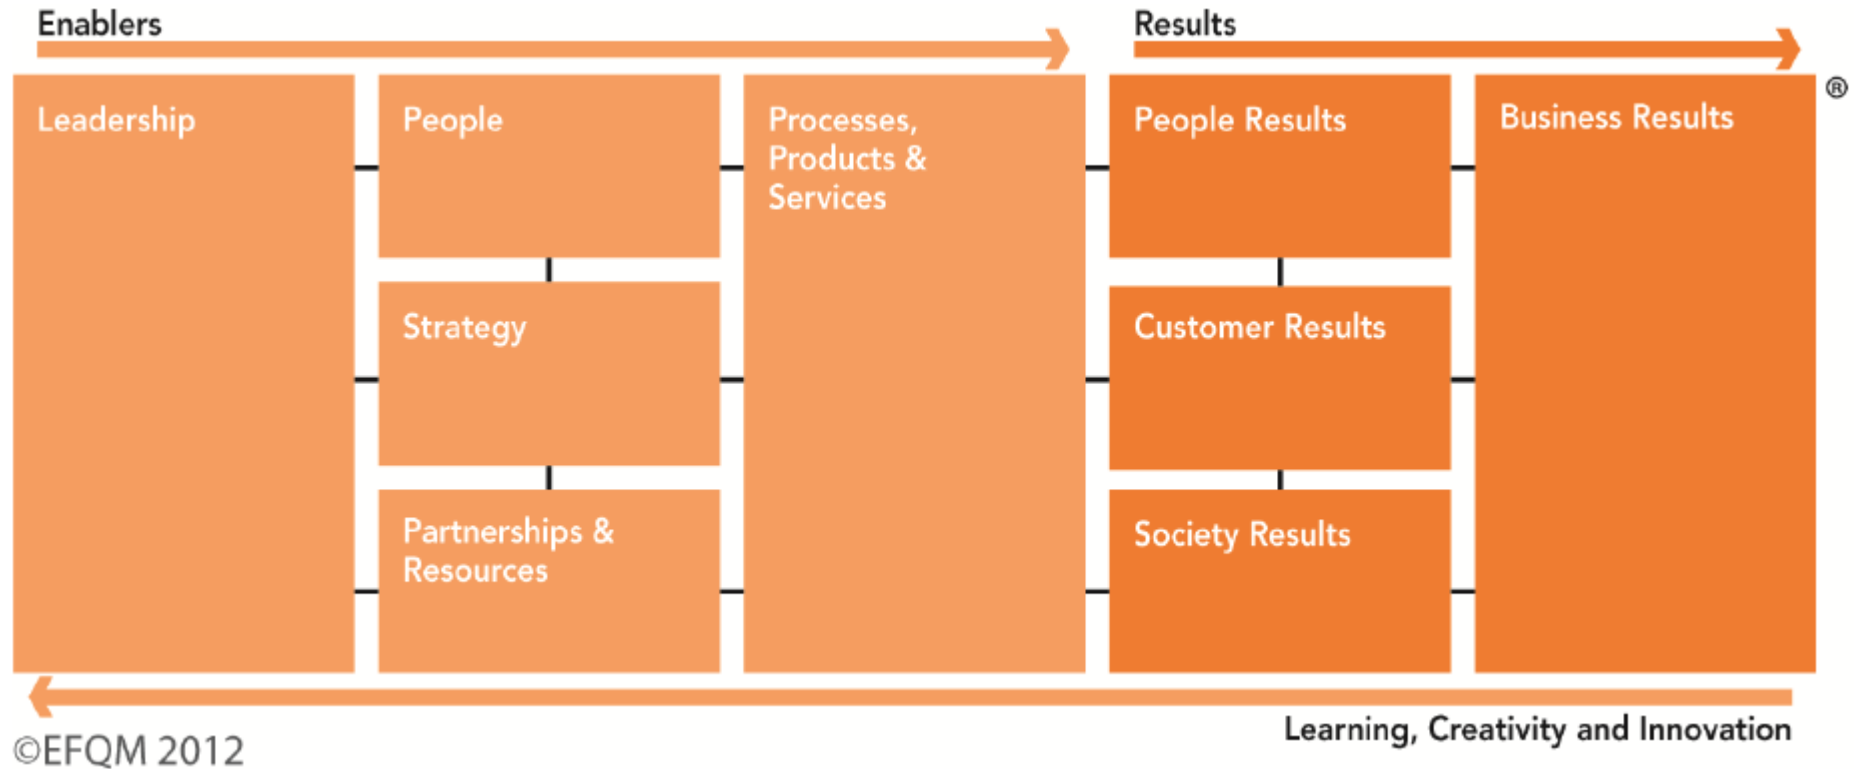 Enablers
Results
Leadership
People
Processes,
Products &
Services
People Results
Business Results
®
Strategy
Customer Results
Partnerships &
Resources
Society Results
Learning, Creativity and Innovation
©EFQM 2012